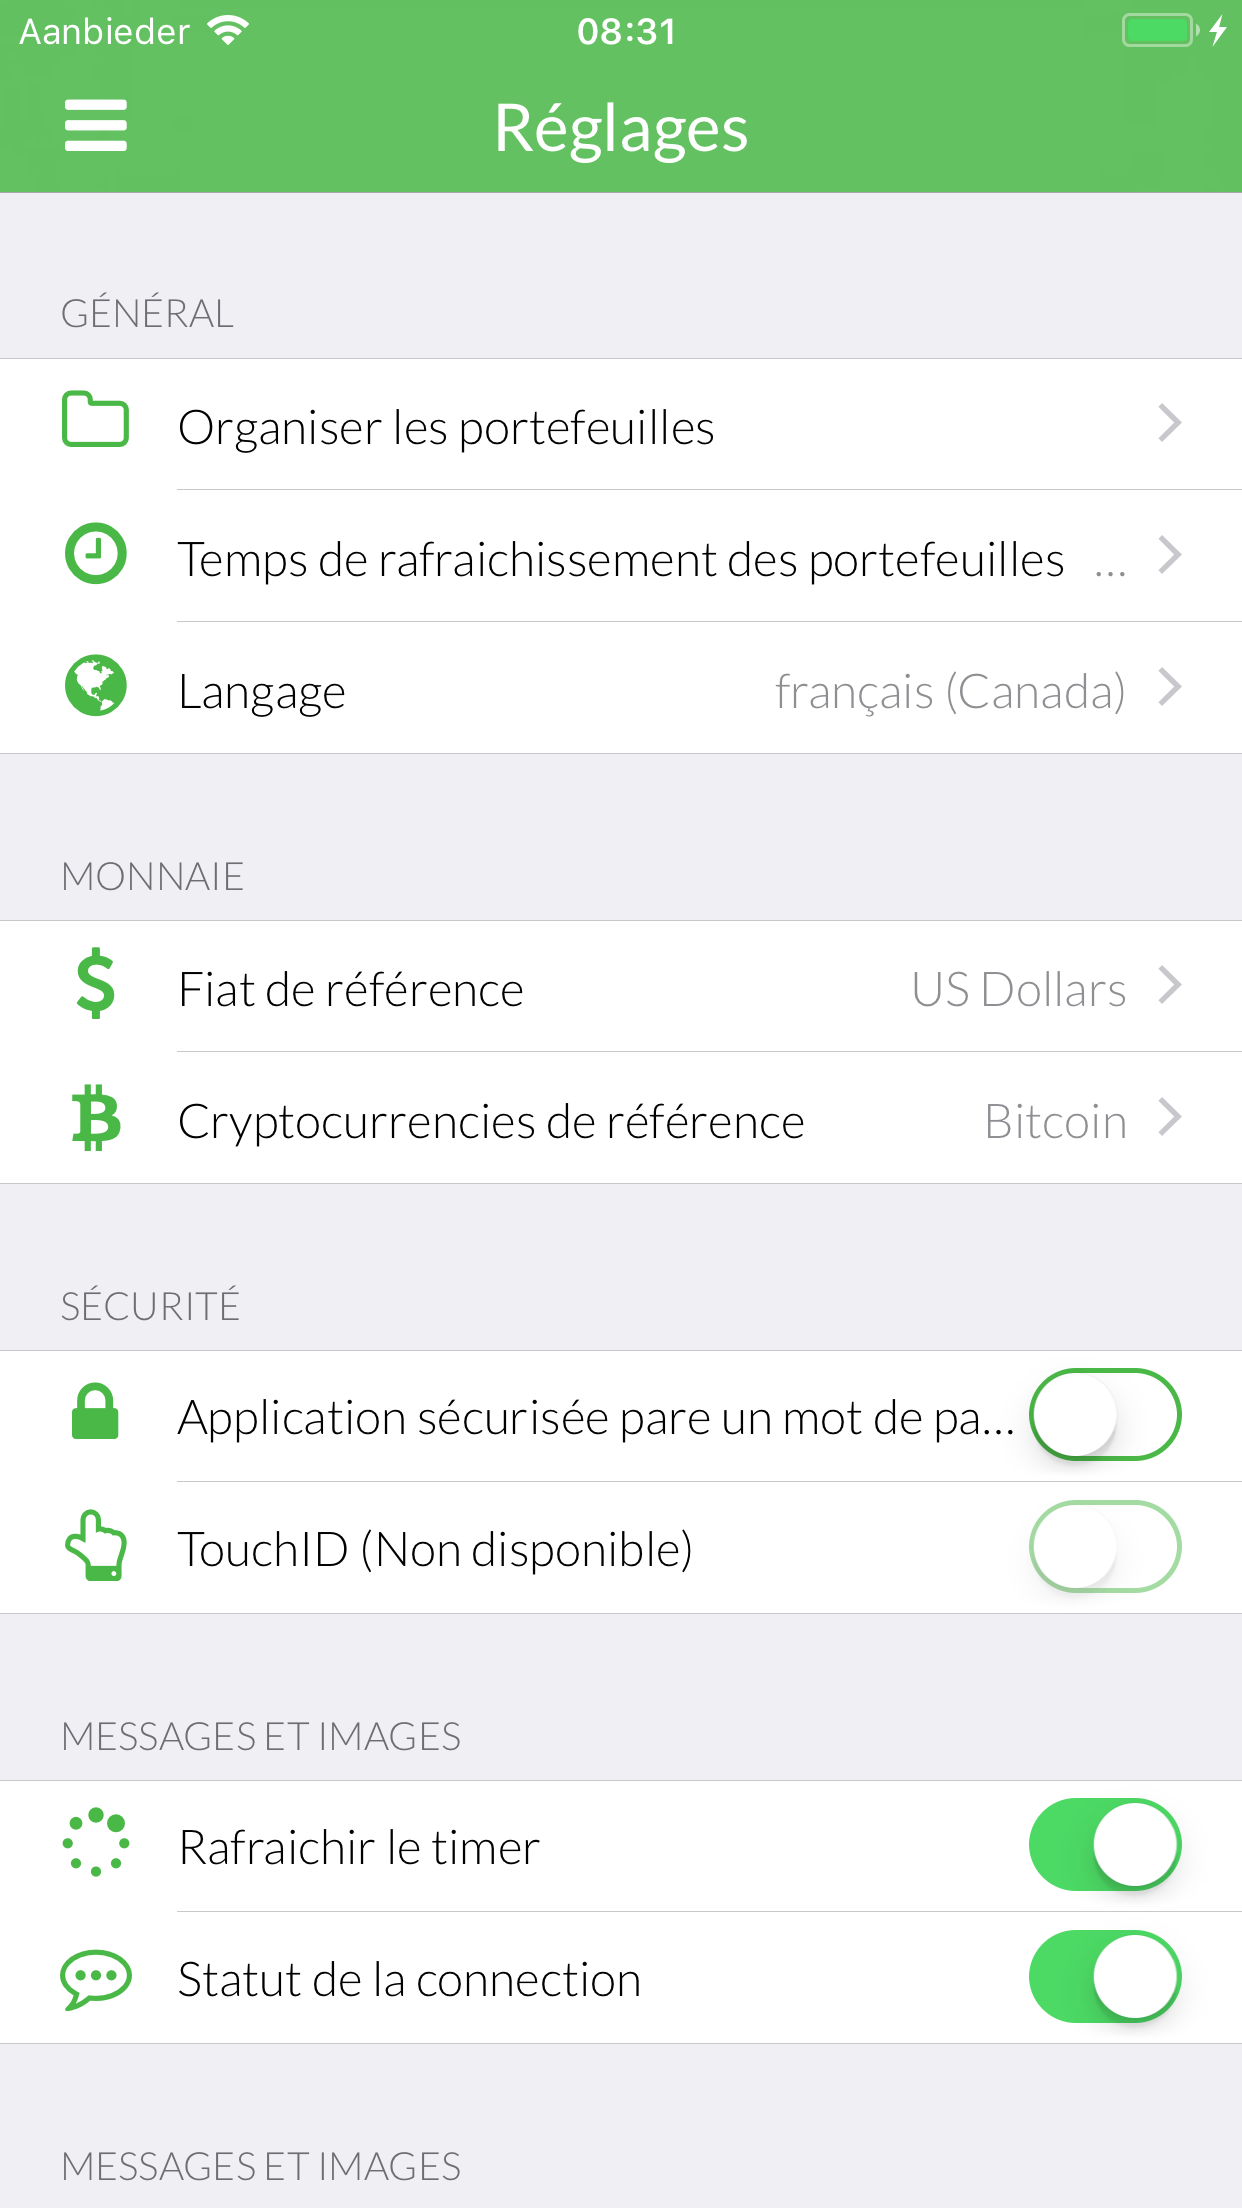 Aanbieder 08:31
Réglages
GÉNÉRAL
Organiser les portefeuilles
Temps de rafraichissement des portefeuilles ...
Langage français (Canada)
MONNAIE
Fiat de référence US Dollars
Cryptocurrencies de référence Bitcoin
SÉCURITÉ
Application sécurisée pare un mot de pa...
TouchID (Non disponible)
MESSAGES ET IMAGES
Rafraichir le timer
Statut de la connection
MESSAGES ET IMAGES